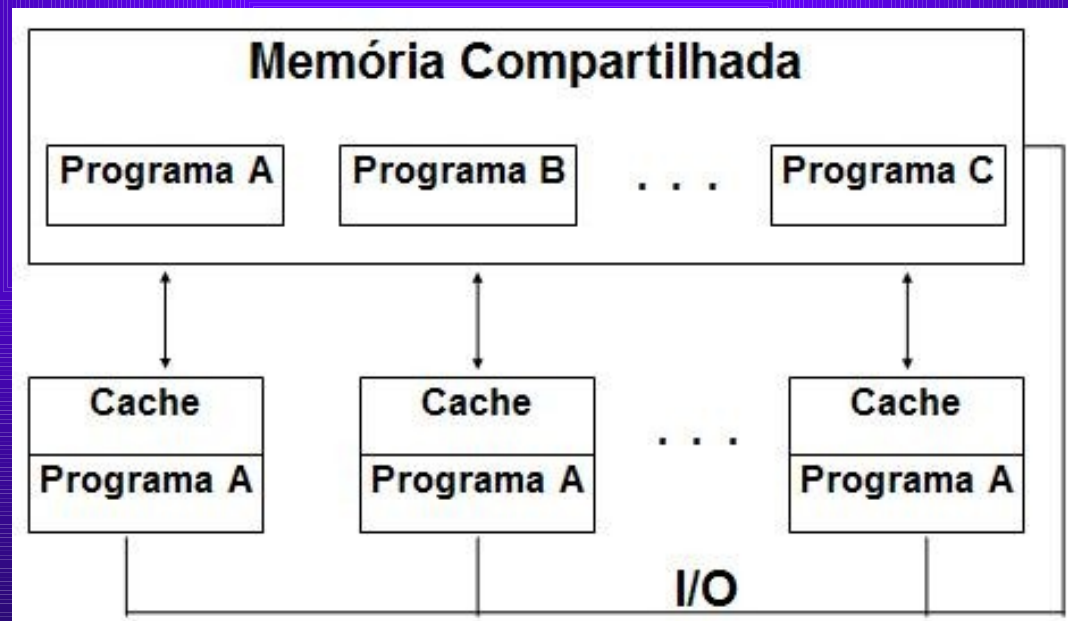 Memória Compartilhada
Programa A
Programa B
. . .
Programa C
Cache
Cache
. . .
Cache
Programa A
Programa A
Programa A
I/O